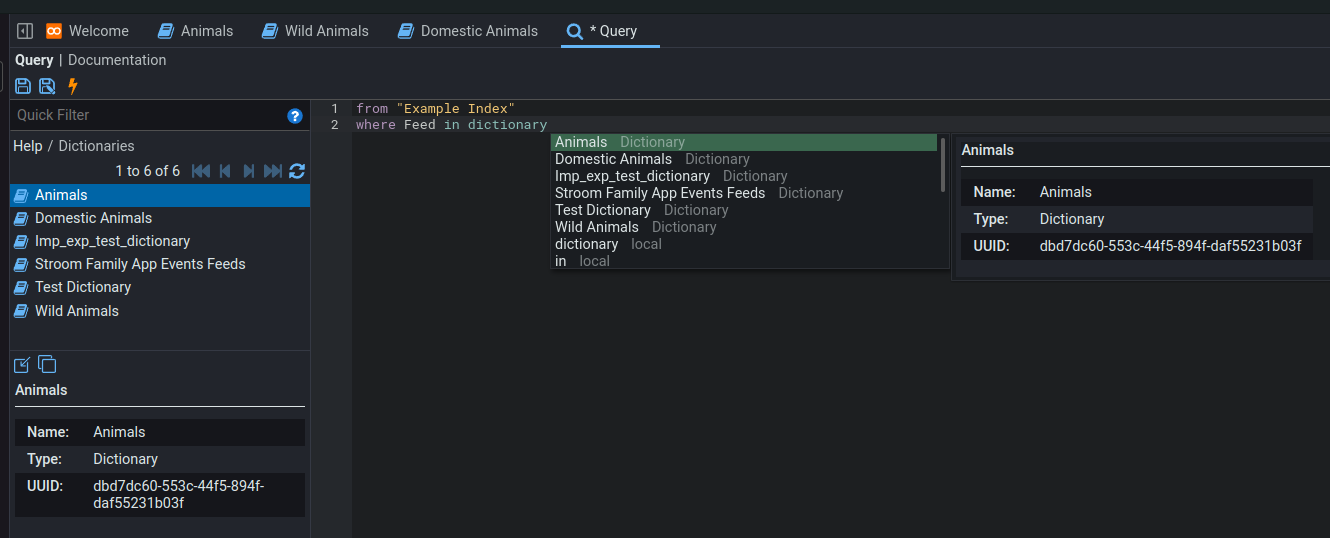 Welcome Animals Wild Animals Domestic Animals * Query
Query | Documentation
Quick Filter ?
Help / Dictionaries
1 to 6 of 6
Animals
Domestic Animals
Imp_exp_test_dictionary
Stroom Family App Events Feeds
Test Dictionary
Wild Animals
Animals
Name: Animals
Type: Dictionary
UUID: dbd7dc60-553c-44f5-894f-
daf55231b03f
1 from "Example Index"
2 where Feed in dictionary
Animals Dictionary
Domestic Animals Dictionary
Imp_exp_test_dictionary Dictionary
Stroom Family App Events Feeds Dictionary
Test Dictionary Dictionary
Wild Animals Dictionary
dictionary local
in local
Animals
Name: Animals
Type: Dictionary
UUID: dbd7dc60-553c-44f5-894f-daf55231b03f